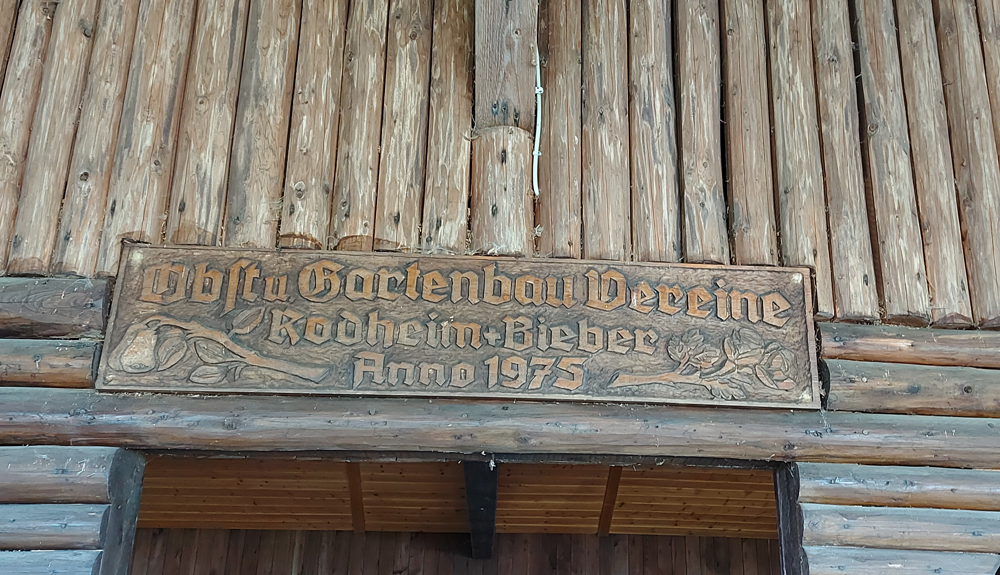 Obst u Gartenbau Vereine
Rodheim + Bieber
Anno 1975